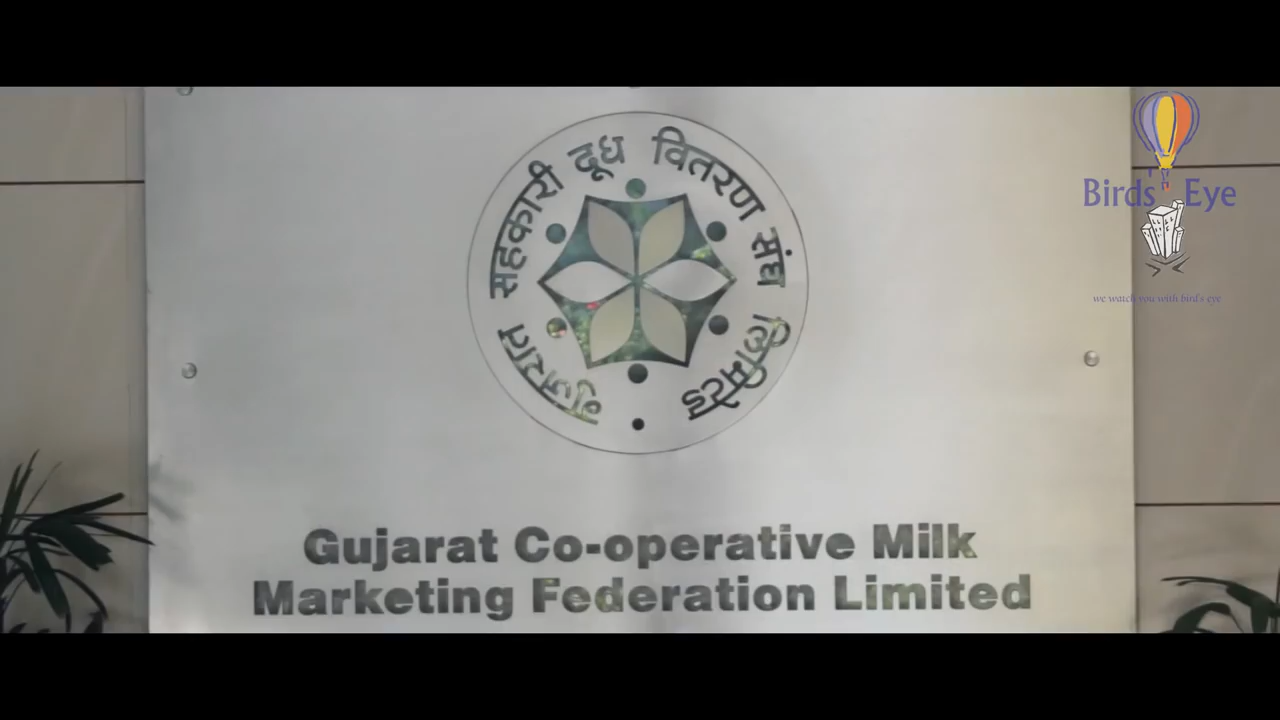 गुजरात सहकारी दूध वितरण संघ लिमिटेड
Birds Eye
we watch you with bird's eye
Gujarat Co-operative Milk
Marketing Federation Limited